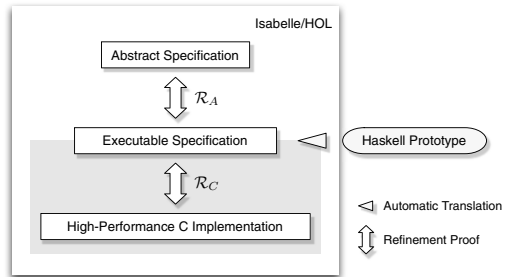 Isabelle/HOL
Abstract Specification
R_A
Executable Specification
Haskell Prototype
R_C
High-Performance C Implementation
Automatic Translation
Refinement Proof